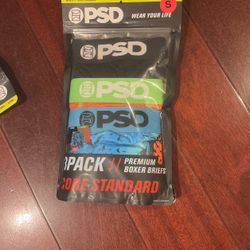 PSD
WEAR YOUR LIFE
S
PSD
PSD
PSD
PACK // PREMIUM
BOXER BRIEFS
CORE STANDARD